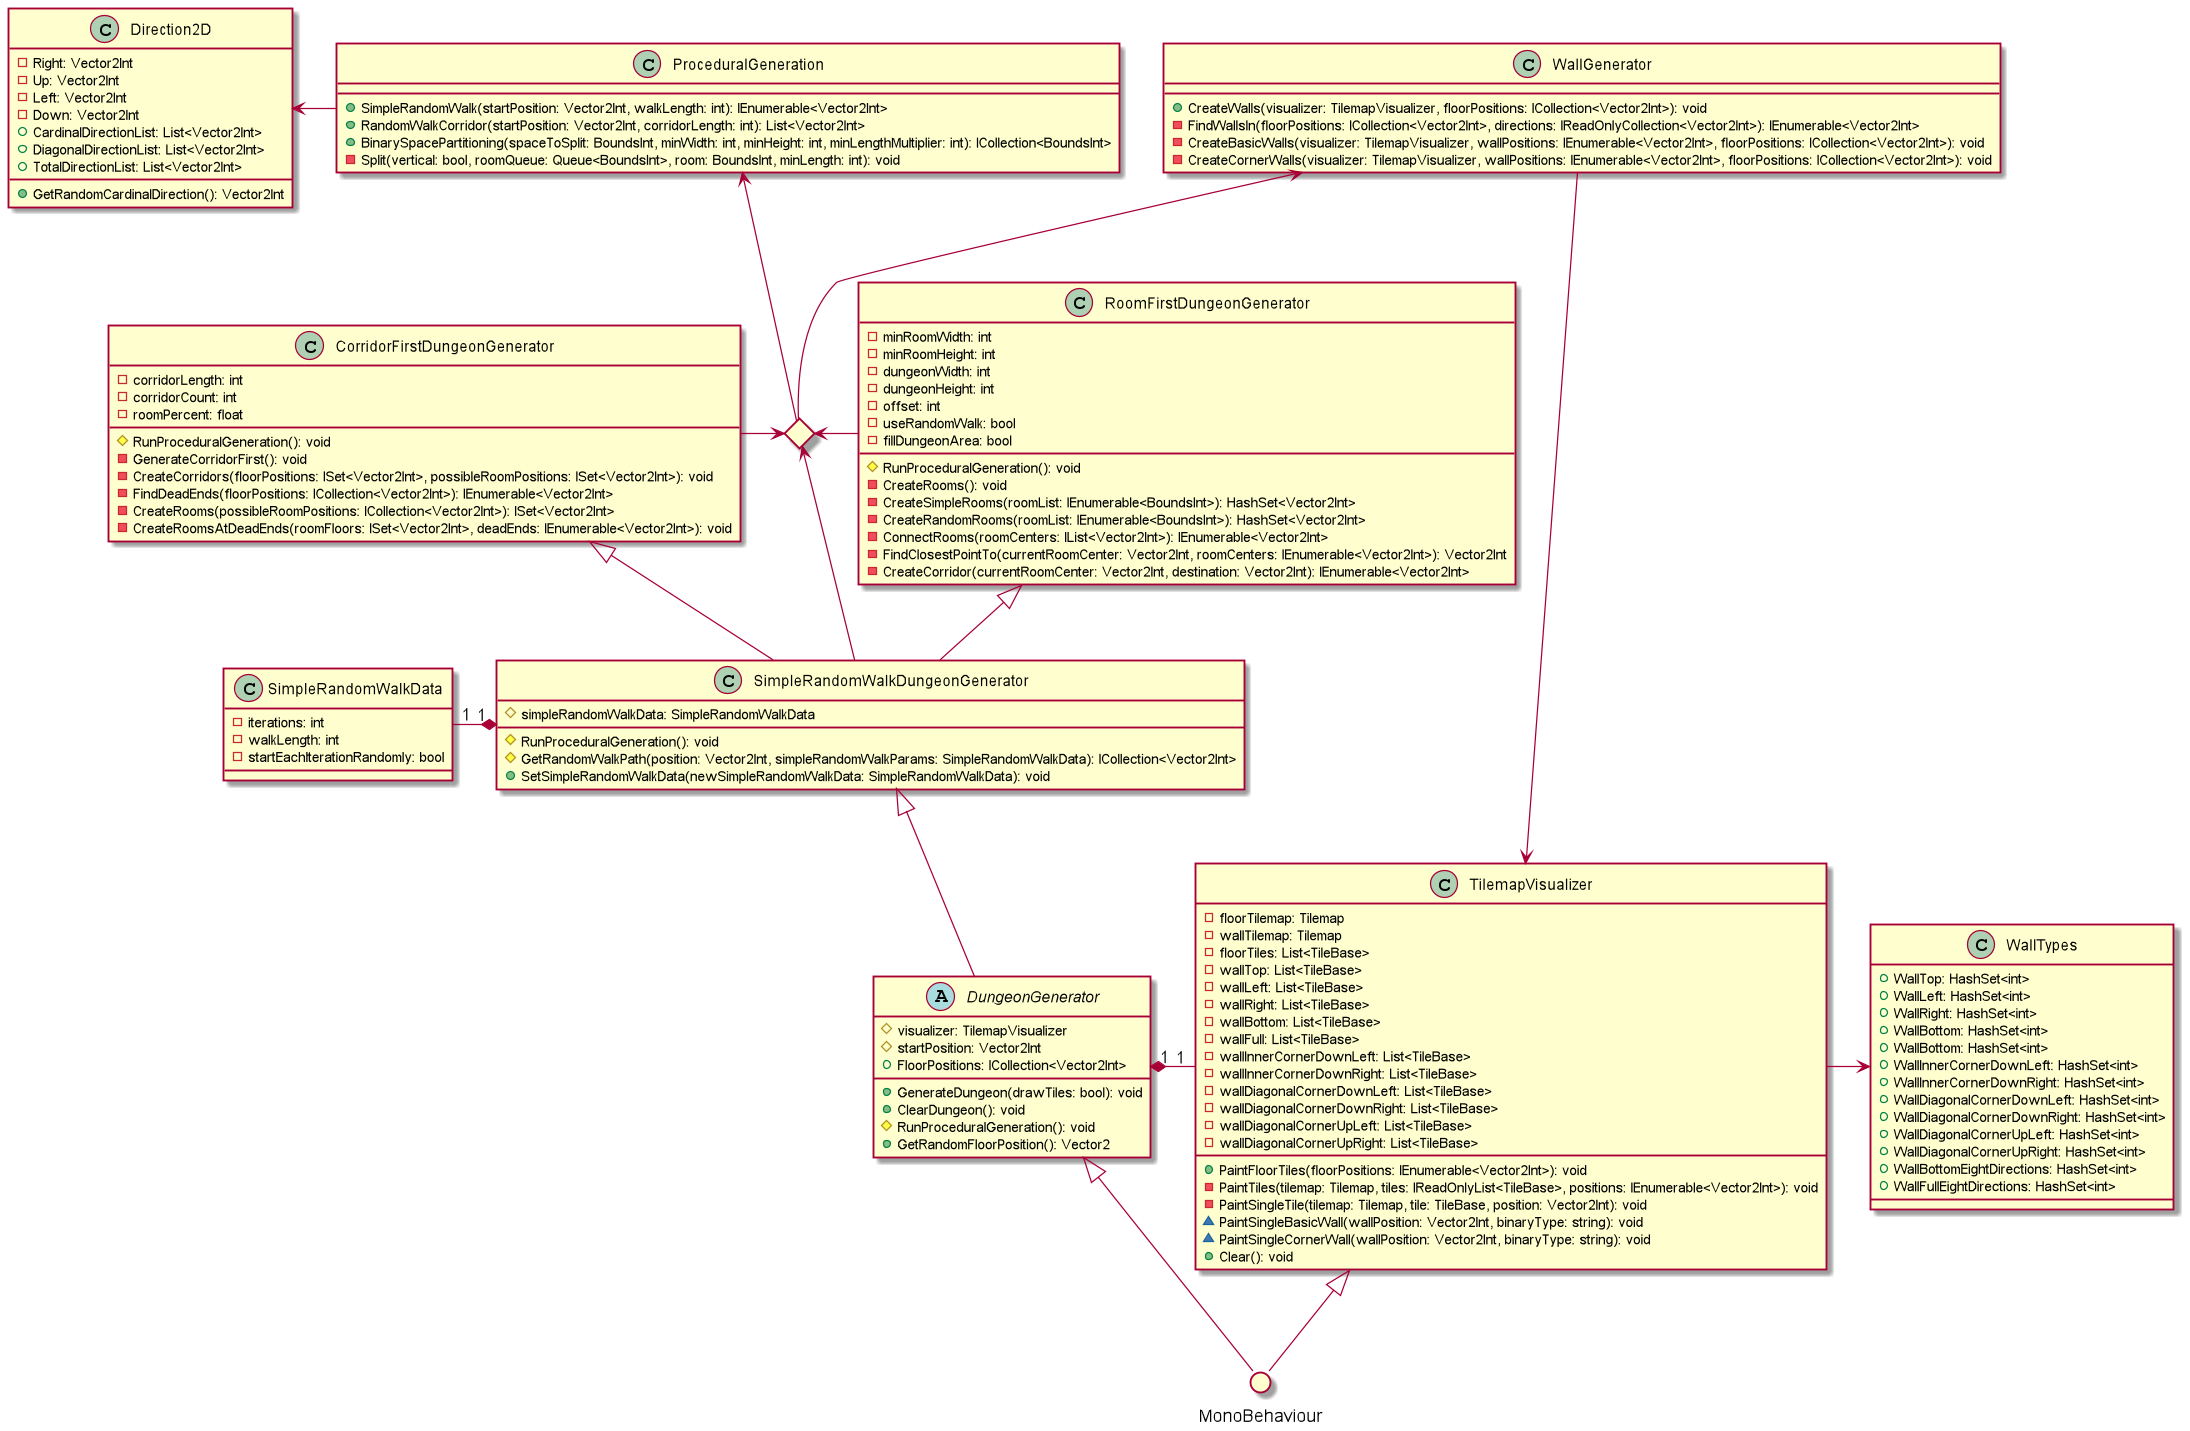 C Direction2D
Right: Vector2Int
Up: Vector2Int
Left: Vector2Int
Down: Vector2Int
CardinalDirectionList: List<Vector2Int>
DiagonalDirectionList: List<Vector2Int>
TotalDirectionList: List<Vector2Int>
GetRandomCardinalDirection(): Vector2Int
C ProceduralGeneration
SimpleRandomWalk(startPosition: Vector2Int, walkLength: int): IEnumerable<Vector2Int>
RandomWalkCorridor(startPosition: Vector2Int, corridorLength: int): List<Vector2Int>
BinarySpacePartitioning(spaceToSplit: BoundsInt, minWidth: int, minHeight: int, minLengthMultiplier: int): ICollection<BoundsInt>
Split(vertical: bool, roomQueue: Queue<BoundsInt>, room: BoundsInt, minLength: int): void
C WallGenerator
CreateWalls(visualizer: TilemapVisualizer, floorPositions: ICollection<Vector2Int>): void
FindWallsIn(floorPositions: ICollection<Vector2Int>, directions: IReadOnlyCollection<Vector2Int>): IEnumerable<Vector2Int>
CreateBasicWalls(visualizer: TilemapVisualizer, wallPositions: IEnumerable<Vector2Int>, floorPositions: ICollection<Vector2Int>): void
CreateCornerWalls(visualizer: TilemapVisualizer, wallPositions: IEnumerable<Vector2Int>, floorPositions: ICollection<Vector2Int>): void
C CorridorFirstDungeonGenerator
corridorLength: int
corridorCount: int
roomPercent: float
RunProceduralGeneration(): void
GenerateCorridorFirst(): void
CreateCorridors(floorPositions: ISet<Vector2Int>, possibleRoomPositions: ISet<Vector2Int>): void
FindDeadEnds(floorPositions: ICollection<Vector2Int>): IEnumerable<Vector2Int>
CreateRooms(possibleRoomPositions: ICollection<Vector2Int>): ISet<Vector2Int>
CreateRoomsAtDeadEnds(roomFloors: ISet<Vector2Int>, deadEnds: IEnumerable<Vector2Int>): void
C RoomFirstDungeonGenerator
minRoomWidth: int
minRoomHeight: int
dungeonWidth: int
dungeonHeight: int
offset: int
useRandomWalk: bool
fillDungeonArea: bool
RunProceduralGeneration(): void
CreateRooms(): void
CreateSimpleRooms(roomList: IEnumerable<BoundsInt>): HashSet<Vector2Int>
CreateRandomRooms(roomList: IEnumerable<BoundsInt>): HashSet<Vector2Int>
ConnectRooms(roomCenters: IList<Vector2Int>): IEnumerable<Vector2Int>
FindClosestPointTo(currentRoomCenter: Vector2Int, roomCenters: IEnumerable<Vector2Int>): Vector2Int
CreateCorridor(currentRoomCenter: Vector2Int, destination: Vector2Int): IEnumerable<Vector2Int>
C SimpleRandomWalkData
iterations: int
walkLength: int
startEachIterationRandomly: bool
1 1
C SimpleRandomWalkDungeonGenerator
simpleRandomWalkData: SimpleRandomWalkData
RunProceduralGeneration(): void
GetRandomWalkPath(position: Vector2Int, simpleRandomWalkParams: SimpleRandomWalkData): ICollection<Vector2Int>
SetSimpleRandomWalkData(newSimpleRandomWalkData: SimpleRandomWalkData): void
A DungeonGenerator
visualizer: TilemapVisualizer
startPosition: Vector2Int
FloorPositions: ICollection<Vector2Int>
GenerateDungeon(drawTiles: bool): void
ClearDungeon(): void
RunProceduralGeneration(): void
GetRandomFloorPosition(): Vector2
1 1
C TilemapVisualizer
floorTilemap: Tilemap
wallTilemap: Tilemap
floorTiles: List<TileBase>
wallTop: List<TileBase>
wallLeft: List<TileBase>
wallRight: List<TileBase>
wallBottom: List<TileBase>
wallFull: List<TileBase>
wallInnerCornerDownLeft: List<TileBase>
wallInnerCornerDownRight: List<TileBase>
wallDiagonalCornerDownLeft: List<TileBase>
wallDiagonalCornerDownRight: List<TileBase>
wallDiagonalCornerUpLeft: List<TileBase>
wallDiagonalCornerUpRight: List<TileBase>
PaintFloorTiles(floorPositions: IEnumerable<Vector2Int>): void
PaintTiles(tilemap: Tilemap, tiles: IReadOnlyList<TileBase>, positions: IEnumerable<Vector2Int>): void
PaintSingleTile(tilemap: Tilemap, tile: TileBase, position: Vector2Int): void
PaintSingleBasicWall(wallPosition: Vector2Int, binaryType: string): void
PaintSingleCornerWall(wallPosition: Vector2Int, binaryType: string): void
Clear(): void
C WallTypes
WallTop: HashSet<int>
WallLeft: HashSet<int>
WallRight: HashSet<int>
WallBottom: HashSet<int>
WallBottom: HashSet<int>
WallInnerCornerDownLeft: HashSet<int>
WallInnerCornerDownRight: HashSet<int>
WallDiagonalCornerDownLeft: HashSet<int>
WallDiagonalCornerDownRight: HashSet<int>
WallDiagonalCornerUpLeft: HashSet<int>
WallDiagonalCornerUpRight: HashSet<int>
WallBottomEightDirections: HashSet<int>
WallFullEightDirections: HashSet<int>
MonoBehaviour